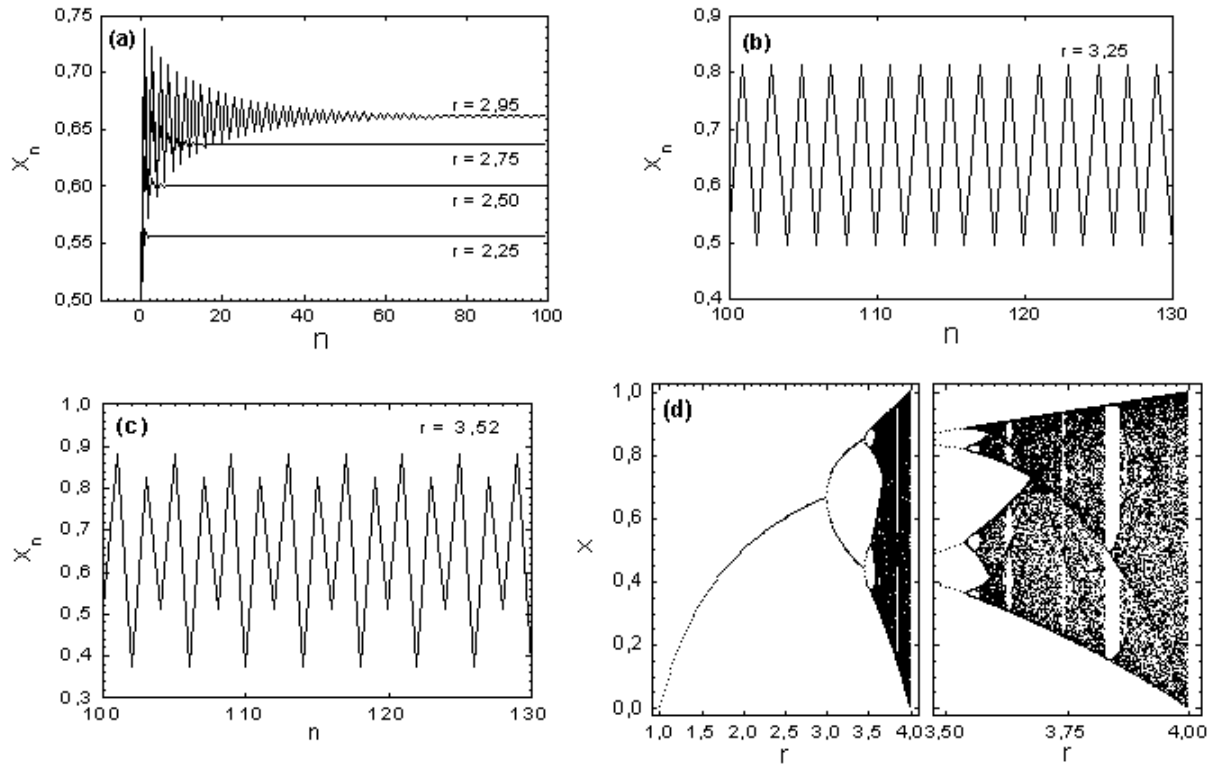 (a)
0,75
0,70
0,65
0,60
0,55
0,50
x n
r = 2,95
r = 2,75
r = 2,50
r = 2,25
0 20 40 60 80 100
n
(b)
r = 3,25
0,9
0,8
0,7
0,6
0,5
0,4
x n
100 110 120 130
n
(c)
r = 3,52
1,0
0,9
0,8
0,7
0,6
0,5
0,4
0,3
x n
100 110 120 130
n
(d)
1,0
0,8
0,6
0,4
0,2
0,0
x
1,0 1,5 2,0 2,5 3,0 3,5 4,0
r
3,50 3,75 4,00
r